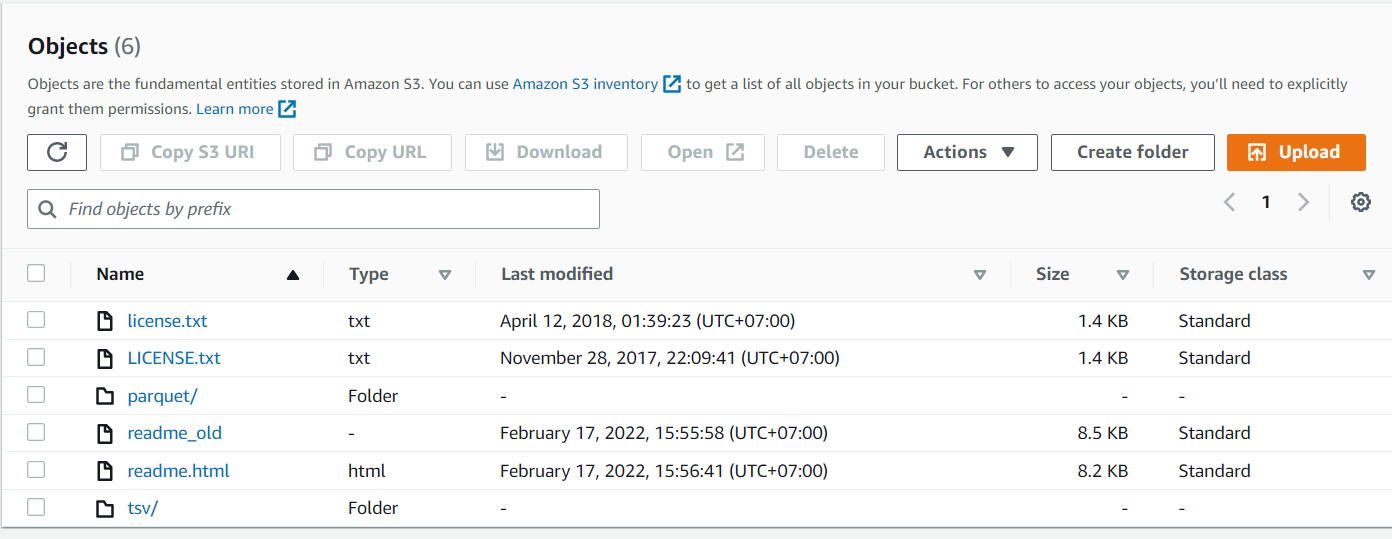 Objects (6)
Objects are the fundamental entities stored in Amazon S3. You can use Amazon S3 inventory to get a list of all objects in your bucket. For others to access your objects, you’ll need to explicitly
grant them permissions. Learn more
Copy S3 URI Copy URL Download Open Delete Actions Create folder Upload
Find objects by prefix 1
Name Type Last modified Size Storage class
license.txt txt April 12, 2018, 01:39:23 (UTC+07:00) 1.4 KB Standard
LICENSE.txt txt November 28, 2017, 22:09:41 (UTC+07:00) 1.4 KB Standard
parquet/ Folder - - -
readme_old - February 17, 2022, 15:55:58 (UTC+07:00) 8.5 KB Standard
readme.html html February 17, 2022, 15:56:41 (UTC+07:00) 8.2 KB Standard
tsv/ Folder - - -